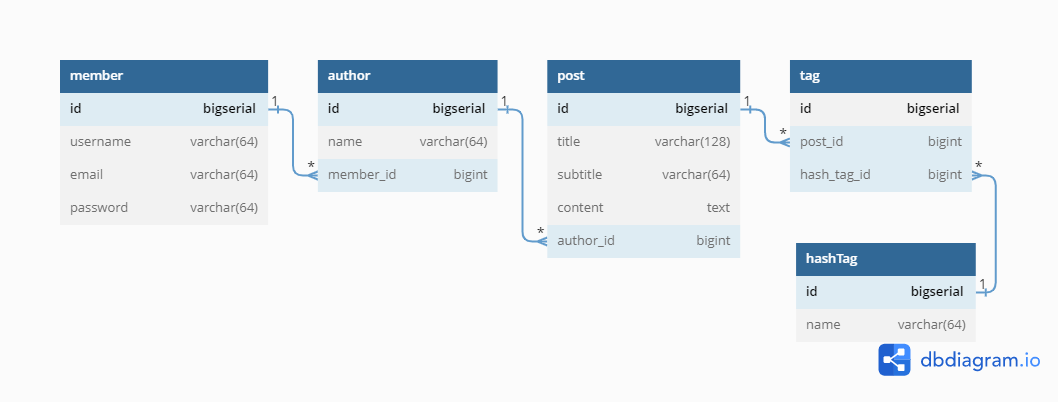 member
id bigserial
username varchar(64)
email varchar(64)
password varchar(64)
1
*
author
id bigserial
name varchar(64)
member_id bigint
1
*
post
id bigserial
title varchar(128)
subtitle varchar(64)
content text
author_id bigint
1
*
tag
id bigserial
post_id bigint
hash_tag_id bigint
*
hashTag
id bigserial
name varchar(64)
1
dbdiagram.io